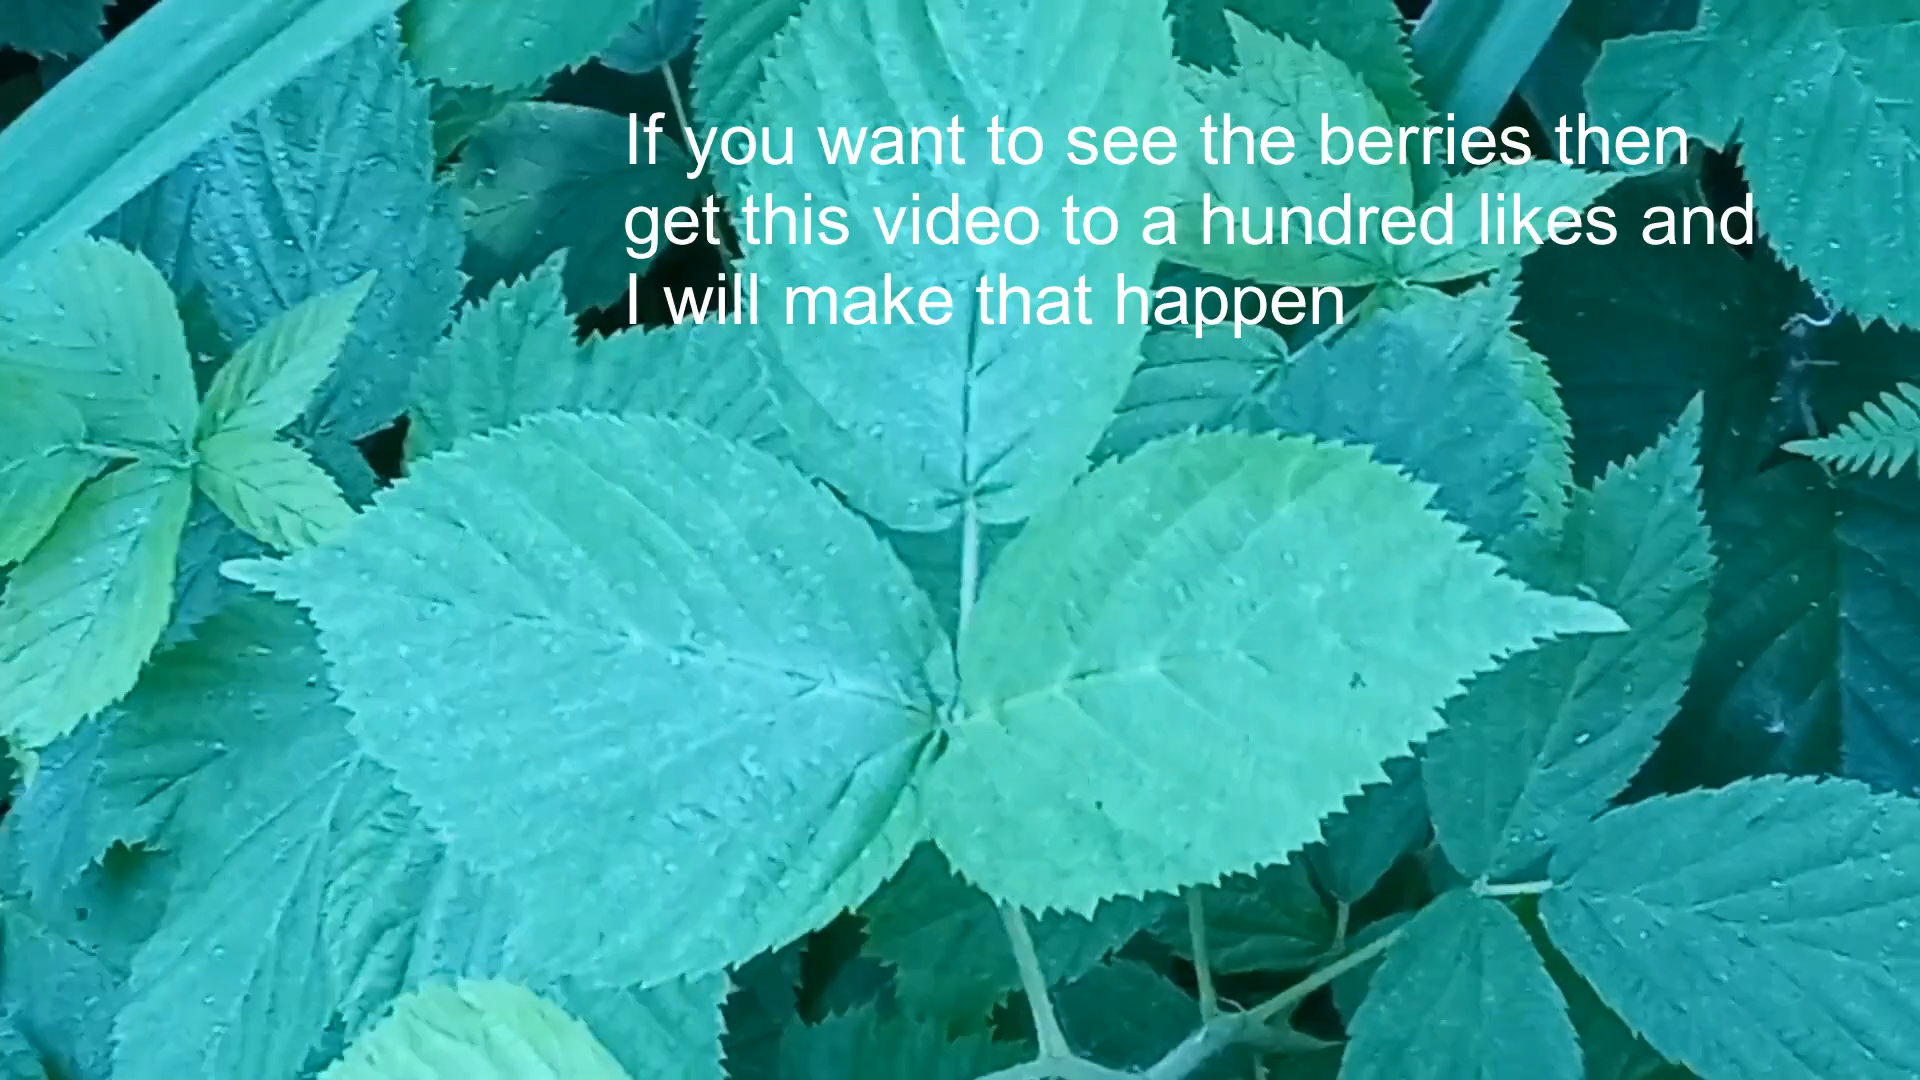 If you want to see the berries then
get this video to a hundred likes and
I will make that happen